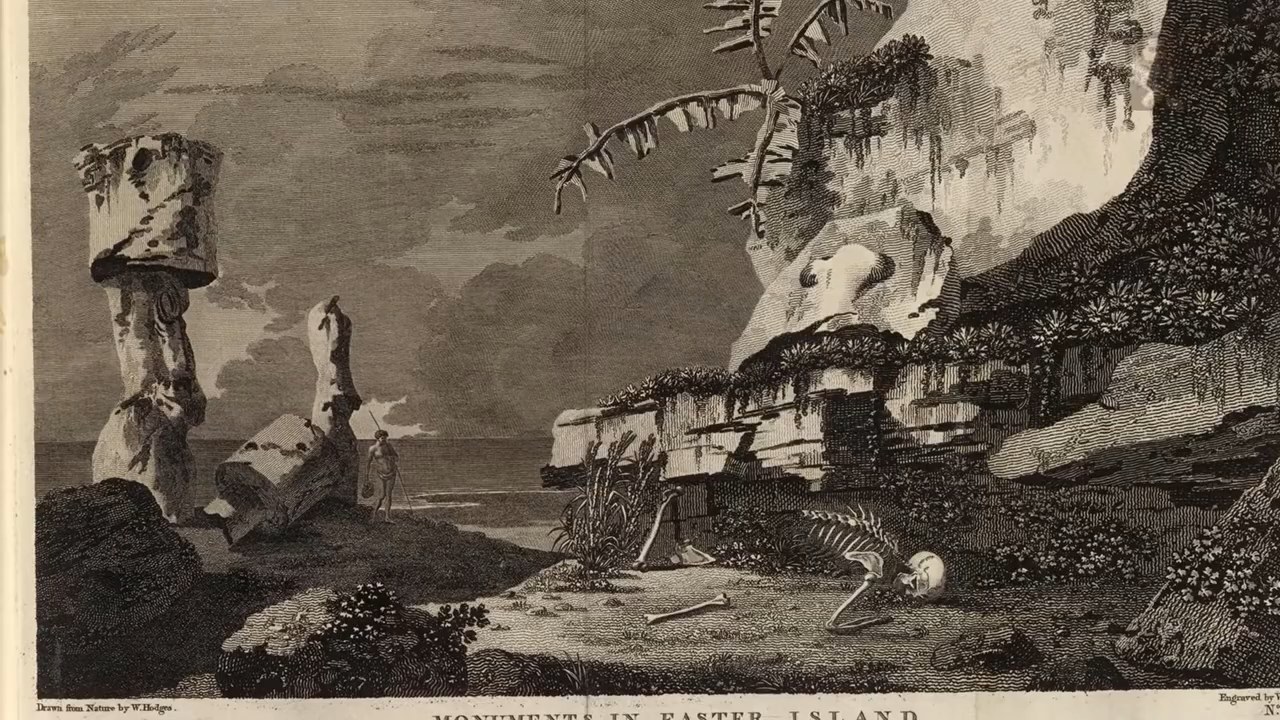 Drawn from Nature by W. Hodges.
Engraved by
MONUMENTS IN EASTER ISLAND